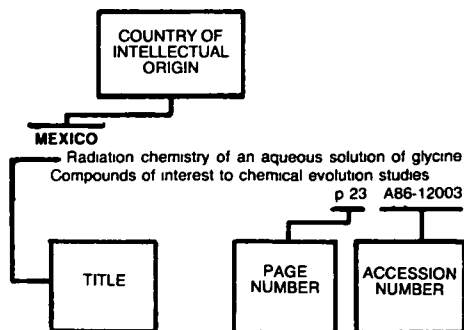 COUNTRY OF
INTELLECTUAL
ORIGIN
MEXICO
Radiation chemistry of an aqueous solution of glycine
Compounds of interest to chemical evolution studies
p 23 A86-12003
TITLE
PAGE
NUMBER
ACCESSION
NUMBER